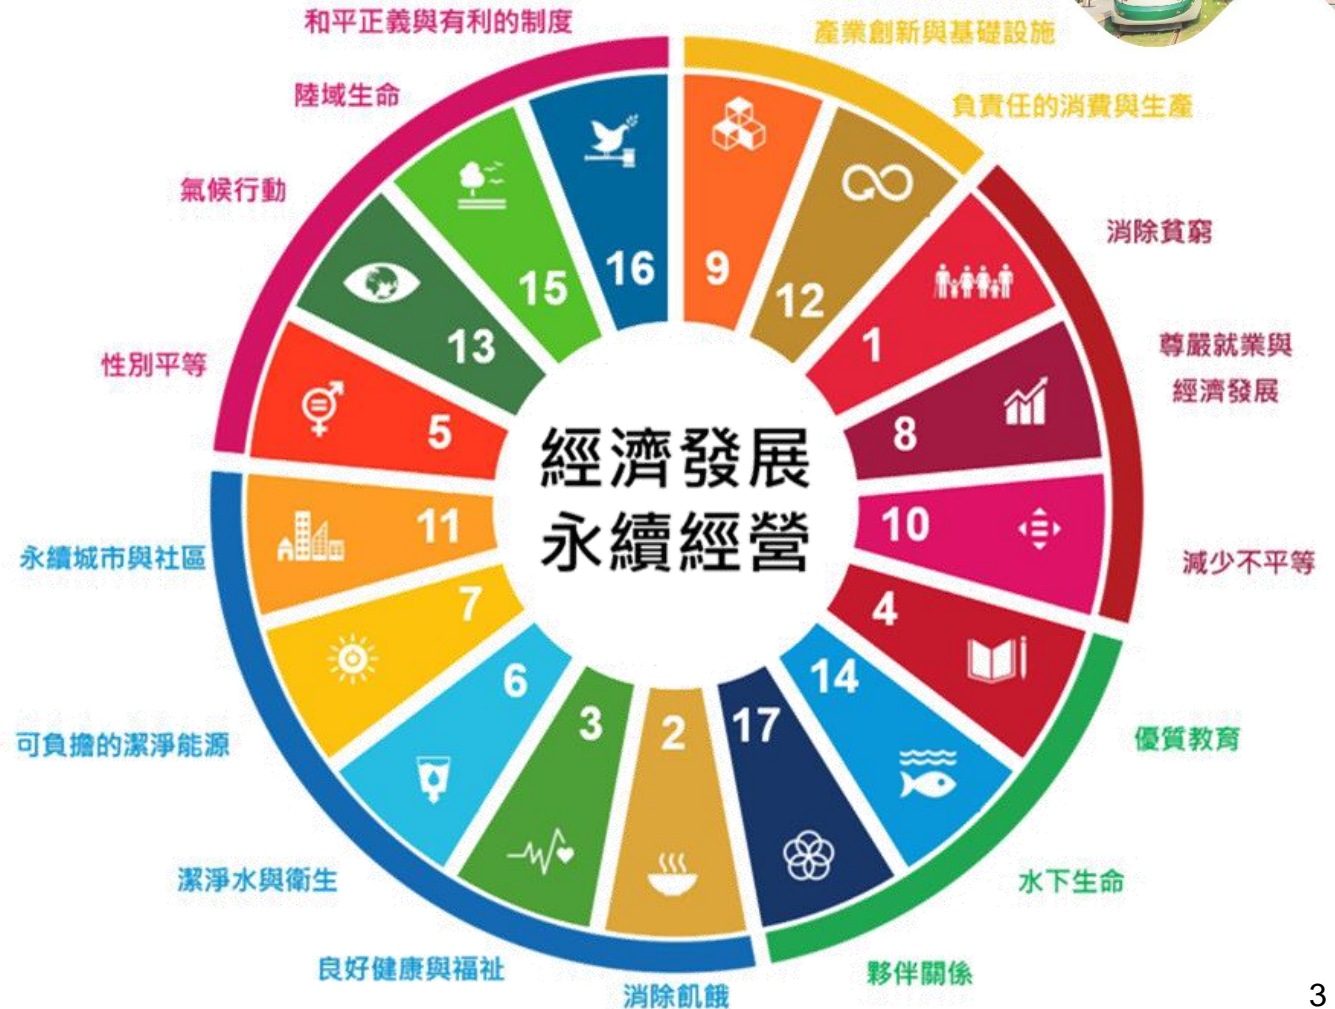 和平正義與有利的制度
產業創新與基礎設施
陸域生命
負責任的消費與生產
氣候行動
消除貧窮
性別平等
尊嚴就業與
經濟發展
永續城市與社區
減少不平等
可負擔的潔淨能源
優質教育
潔淨水與衛生
水下生命
良好健康與福祉
夥伴關係
消除飢餓
16
9
15
12
13
1
5
8
11
10
7
4
6
14
3
2
17
經濟發展
永續經營
3